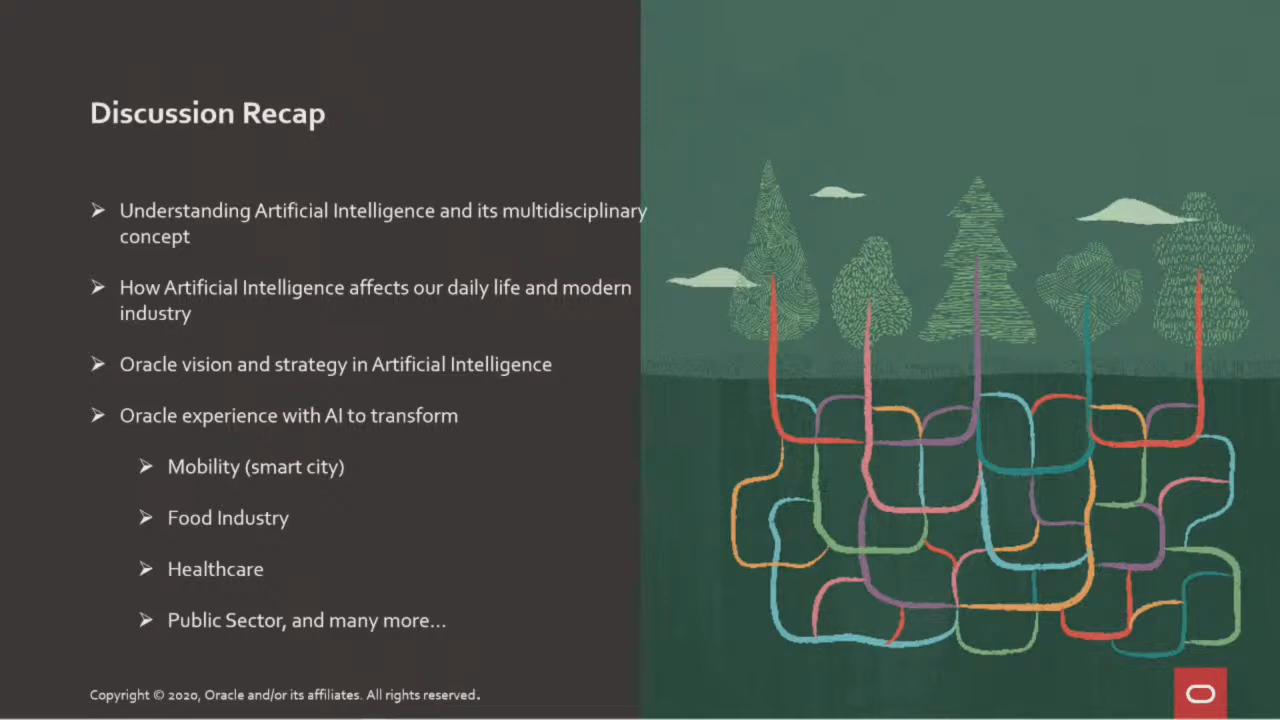 Discussion Recap
➢ Understanding Artificial Intelligence and its multidisciplinary
concept
➢ How Artificial Intelligence affects our daily life and modern
industry
➢ Oracle vision and strategy in Artificial Intelligence
➢ Oracle experience with AI to transform
➢ Mobility (smart city)
➢ Food Industry
➢ Healthcare
➢ Public Sector, and many more...
Copyright © 2020, Oracle and/or its affiliates. All rights reserved.